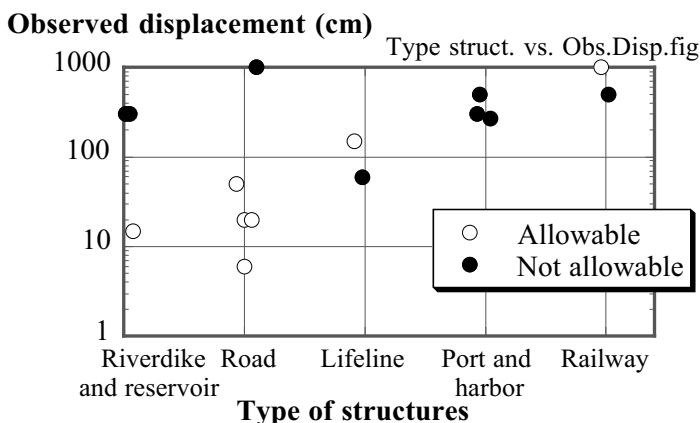 Observed displacement (cm)
Type struct. vs. Obs.Disp.fig
1000
100
10
1
Allowable
Not allowable
Riverdike
and reservoir
Road
Lifeline
Port and
harbor
Railway
Type of structures